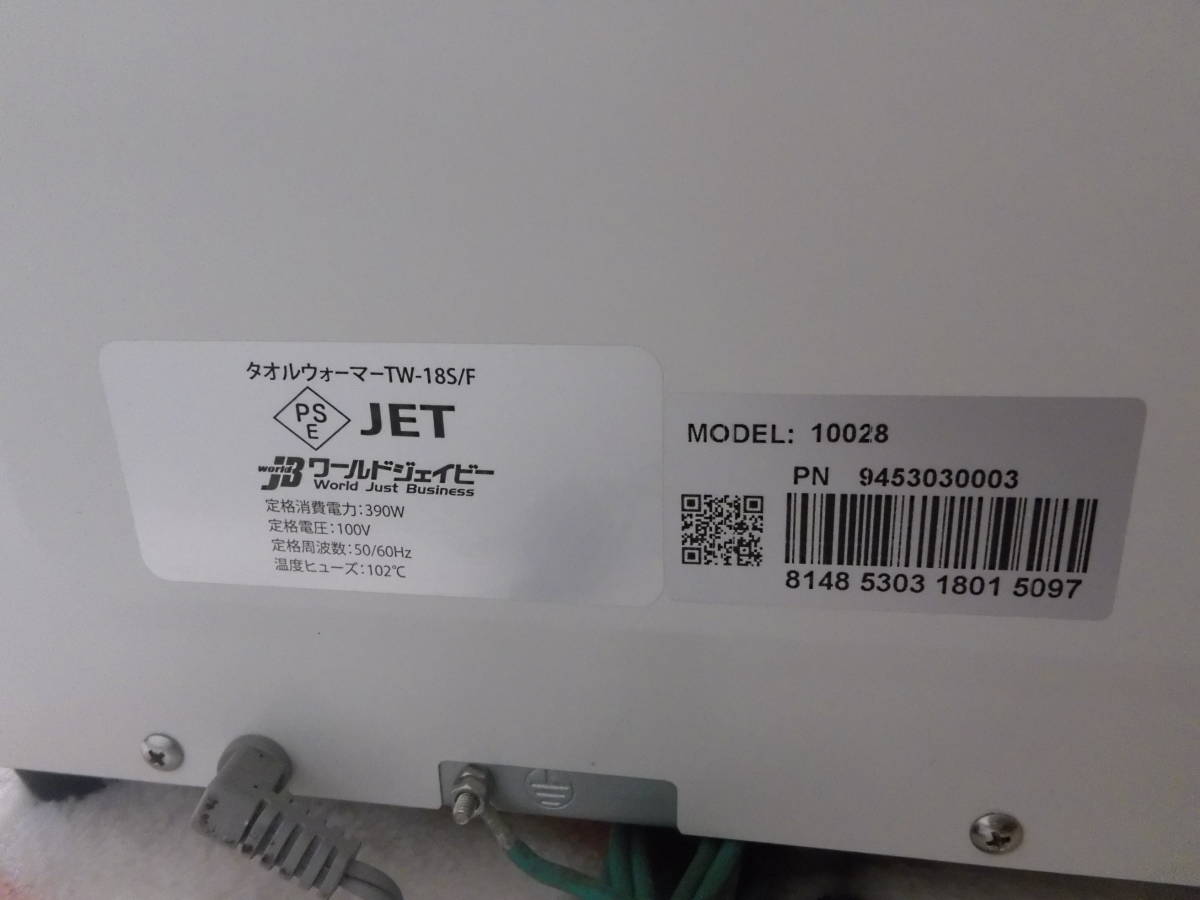 タオルウォーマーTW-18S/F
PS
E
JET
world
JB ワールドジェイビー
World Just Business
定格消費電力:390W
定格電圧:100V
定格周波数:50/60Hz
温度ヒューズ:102℃
MODEL: 10028
PN 9453030003
8148 5303 1801 5097